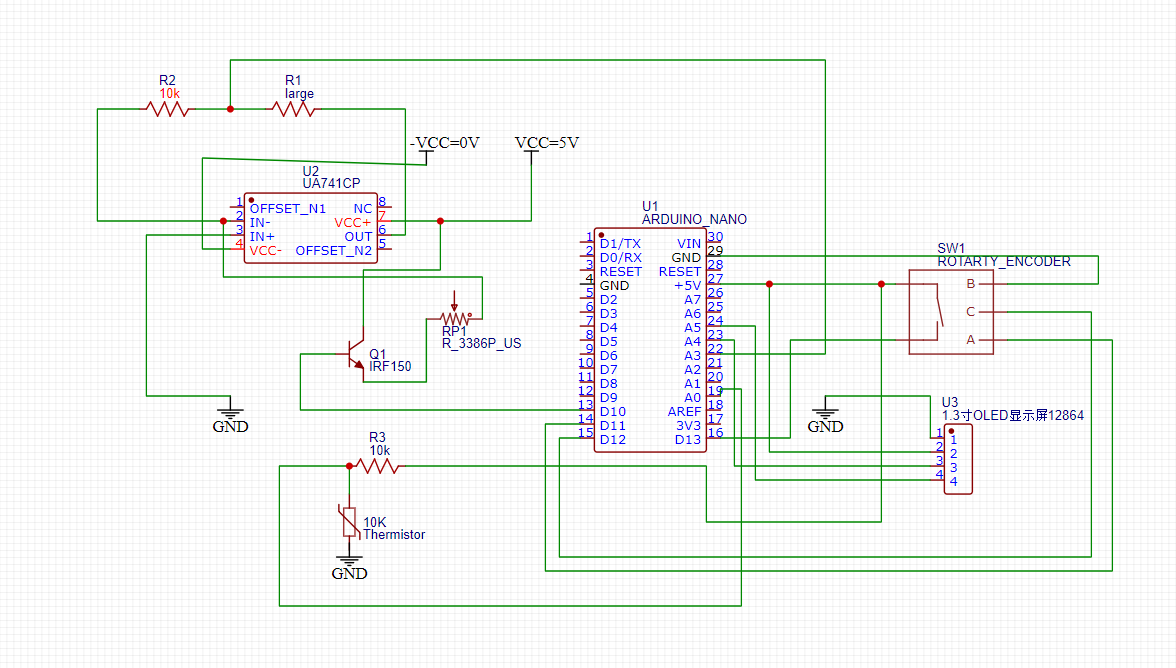 R2
10k
R1
large
-VCC=0V
VCC=5V
U2
UA741CP
1
2
3
4
OFFSET_N1
IN-
IN+
VCC-
NC
VCC+
OUT
OFFSET_N2
8
7
6
5
RP1
R_3386P_US
Q1
IRF150
GND
R3
10k
10K
Thermistor
GND
U1
ARDUINO_NANO
1 D1/TX VIN 30
2 D0/RX GND 29
3 RESET RESET 28
4 GND +5V 27
5 D2 A7 26
6 D3 A6 25
7 D4 A5 24
8 D5 A4 23
9 D6 A3 22
10 D7 A2 21
11 D8 A1 20
12 D9 A0 19
13 D10 AREF 18
14 D11 3V3 17
15 D12 D13 16
SW1
ROTARTY_ENCODER
B
C
A
GND
U3
1.3寸OLED显示屏12864
1 1
2 2
3 3
4 4